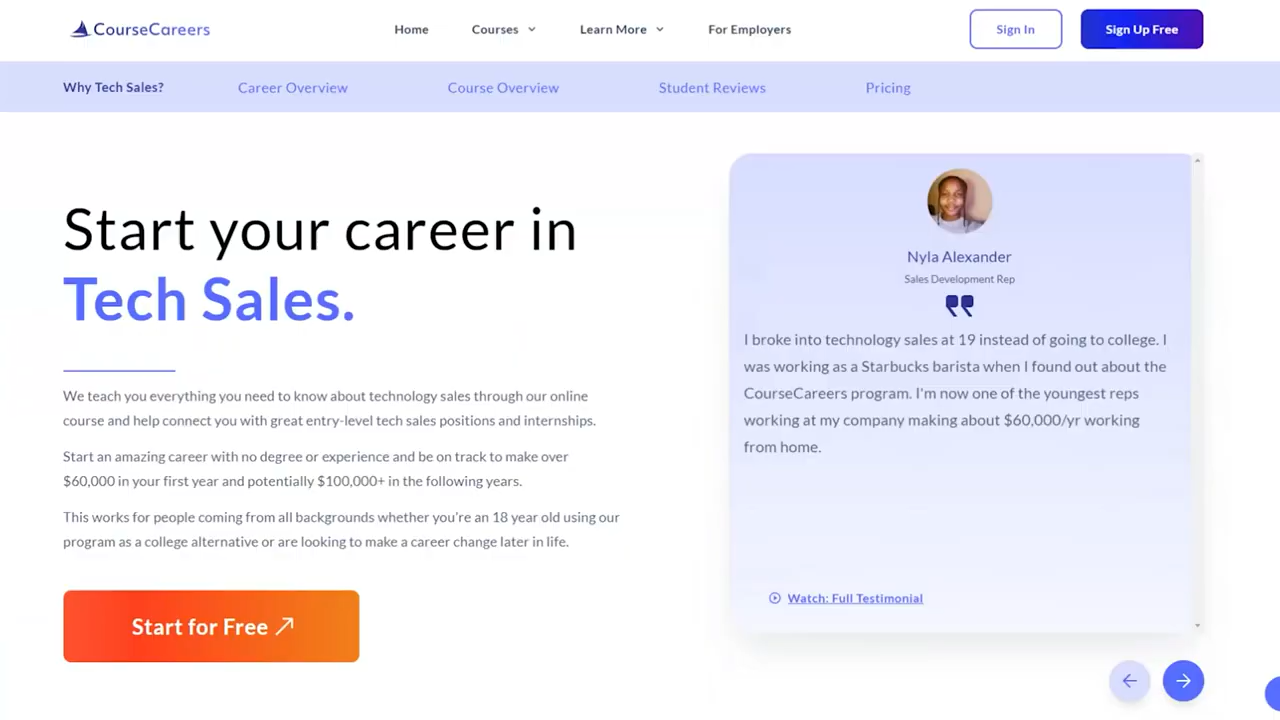 CourseCareers
Home
Courses
Learn More
For Employers
Sign In
Sign Up Free
Why Tech Sales?
Career Overview
Course Overview
Student Reviews
Pricing
Start your career in
Tech Sales.
We teach you everything you need to know about technology sales through our online
course and help connect you with great entry-level tech sales positions and internships.
Start an amazing career with no degree or experience and be on track to make over
$60,000 in your first year and potentially $100,000+ in the following years.
This works for people coming from all backgrounds whether you're an 18 year old using our
program as a college alternative or are looking to make a career change later in life.
Start for Free
Nyla Alexander
Sales Development Rep
I broke into technology sales at 19 instead of going to college. I
was working as a Starbucks barista when I found out about the
CourseCareers program. I'm now one of the youngest reps
working at my company making about $60,000/yr working
from home.
Watch: Full Testimonial